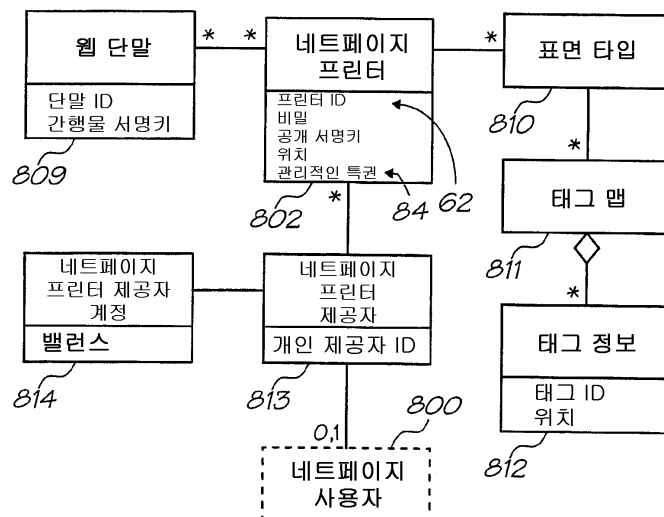 웹 단말
단말 ID
간행물 서명키
809
*
*
네트페이지
프린터
프린터 ID
비밀
공개 서명키
위치
관리적인 특권
802
84
62
*
*
표면 타입
810
*
태그 맵
811
*
태그 정보
태그 ID
위치
812
네트페이지
프린터 제공자
계정
밸런스
814
네트페이지
프린터
제공자
개인 제공자 ID
813
0,1
800
네트페이지
사용자